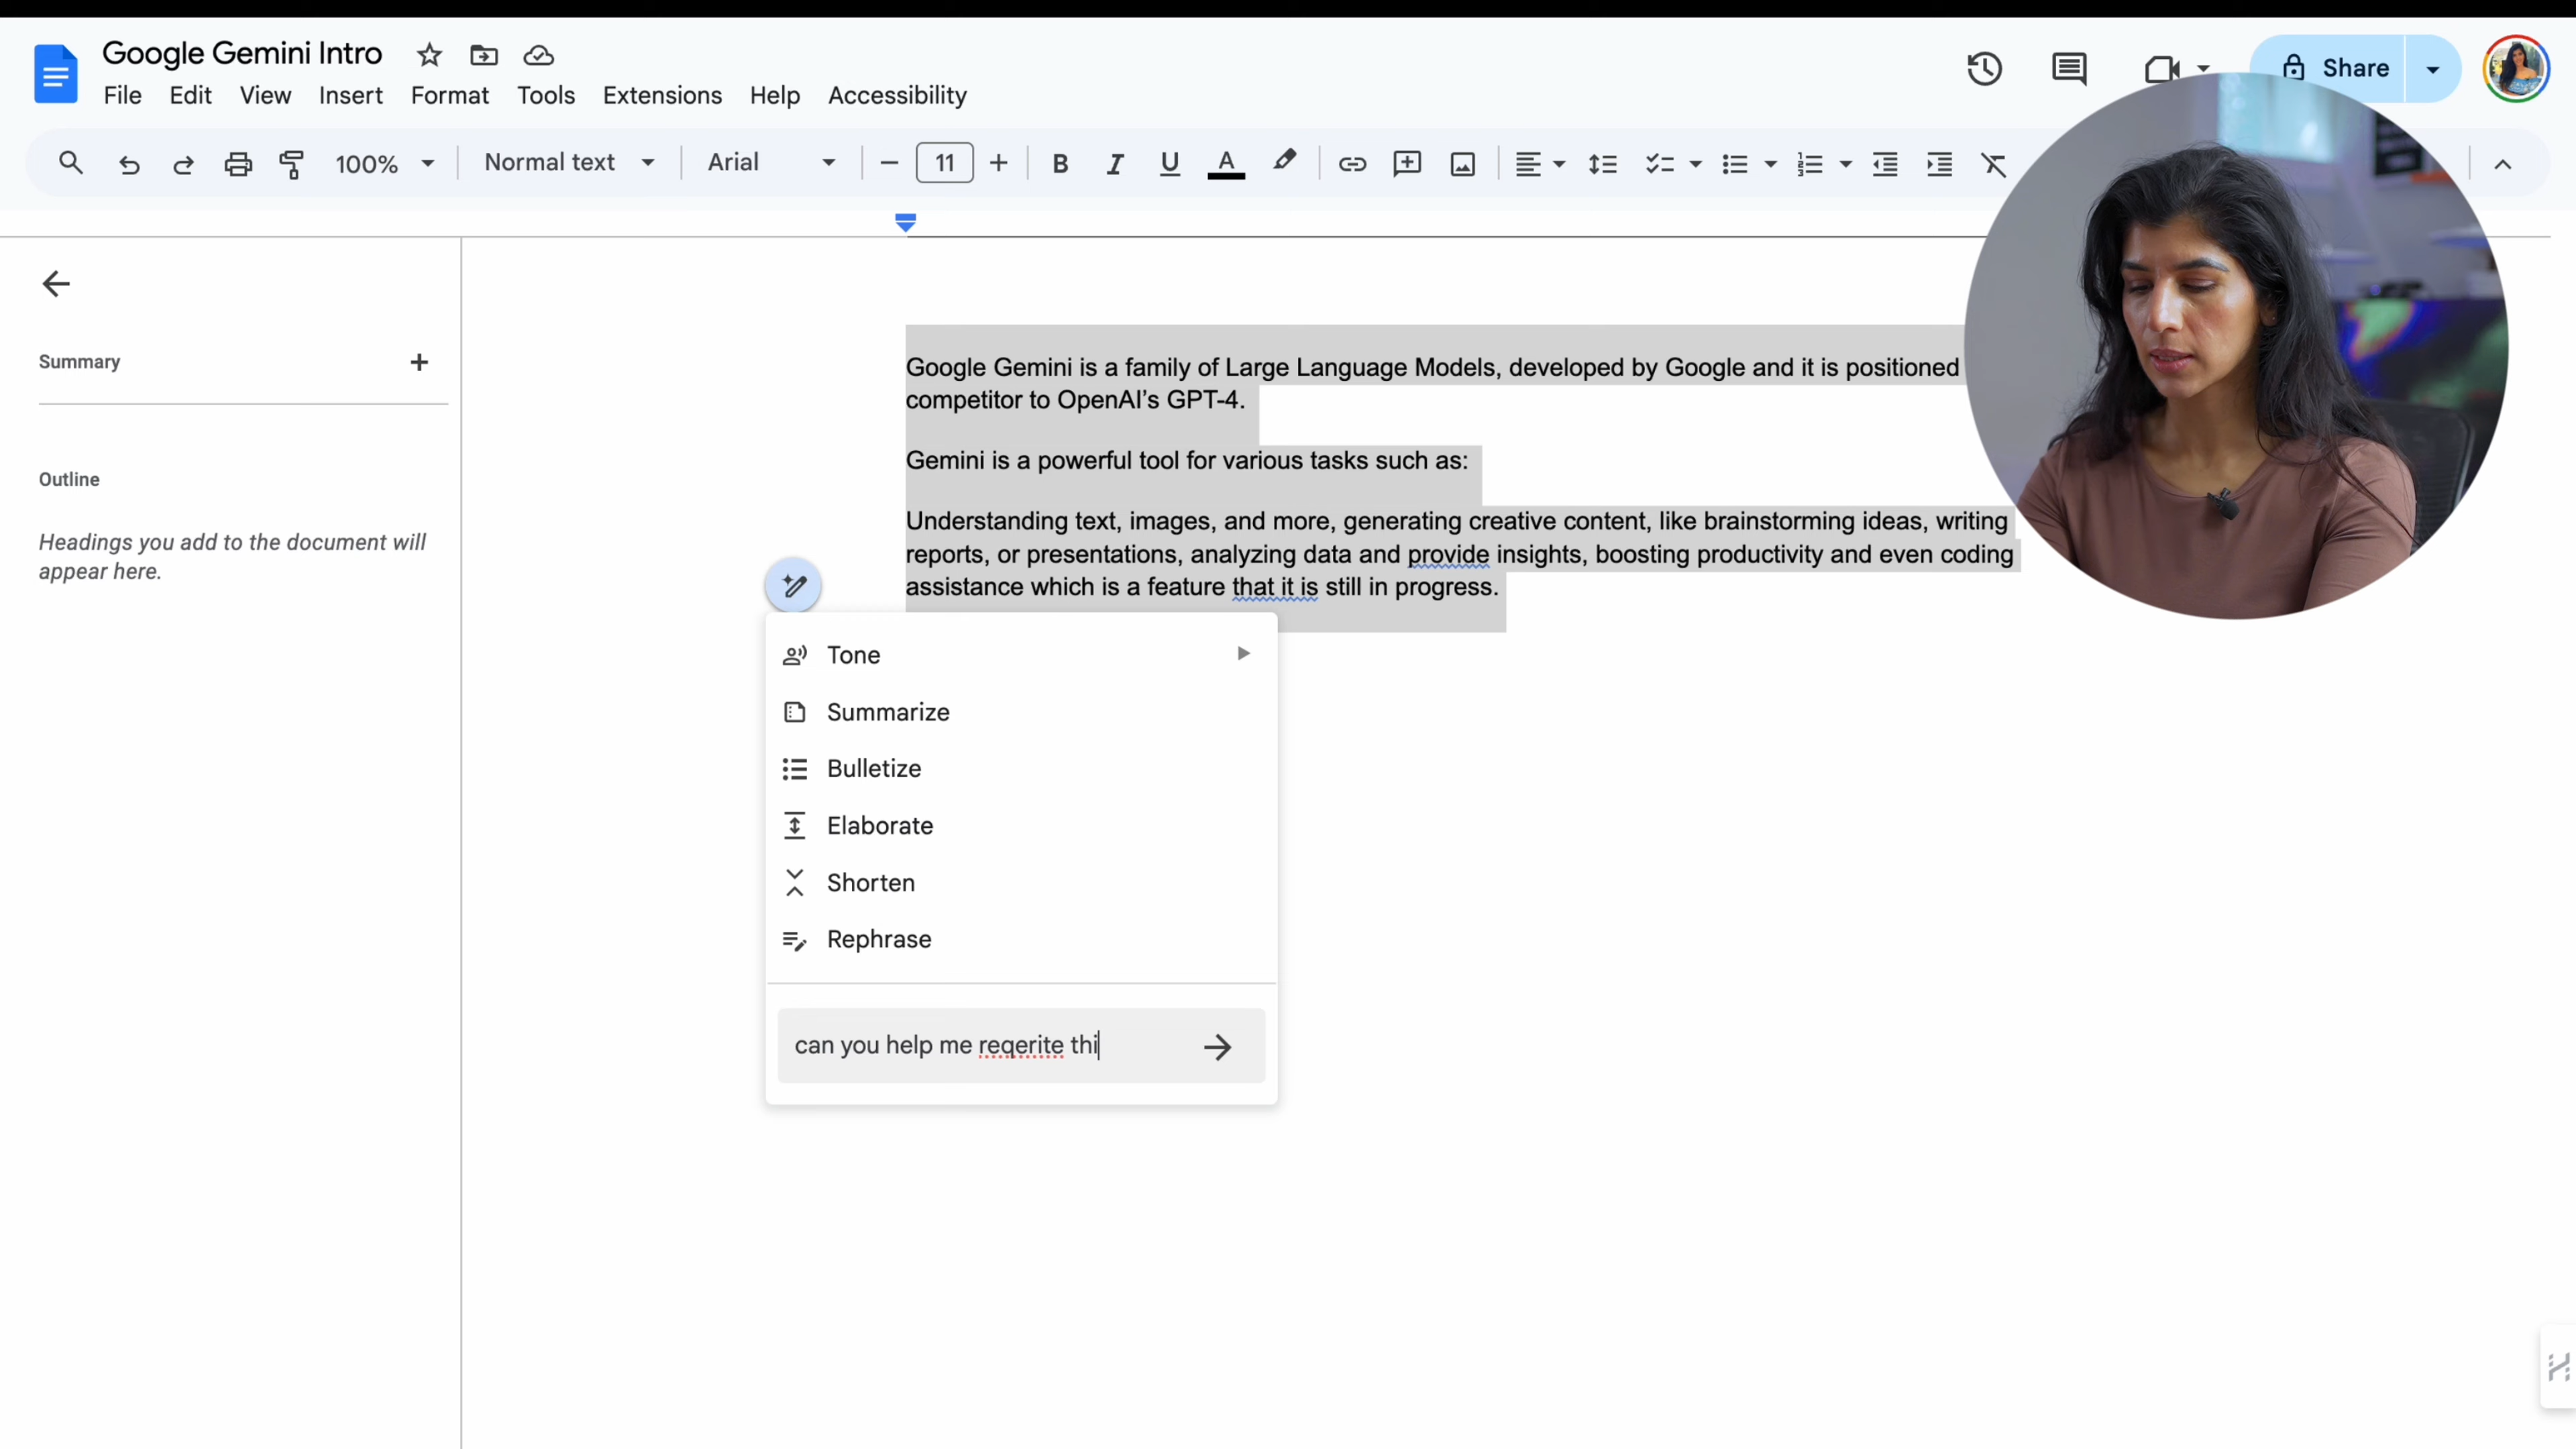 Google Gemini Intro
File Edit View Insert Format Tools Extensions Help Accessibility
Share
100% Normal text Arial 11 B I U A
Summary
Outline
Headings you add to the document will
appear here.
Google Gemini is a family of Large Language Models, developed by Google and it is positioned
competitor to OpenAI's GPT-4.
Gemini is a powerful tool for various tasks such as:
Understanding text, images, and more, generating creative content, like brainstorming ideas, writing
reports, or presentations, analyzing data and provide insights, boosting productivity and even coding
assistance which is a feature that it is still in progress.
Tone
Summarize
Bulletize
Elaborate
Shorten
Rephrase
can you help me reqerite thi